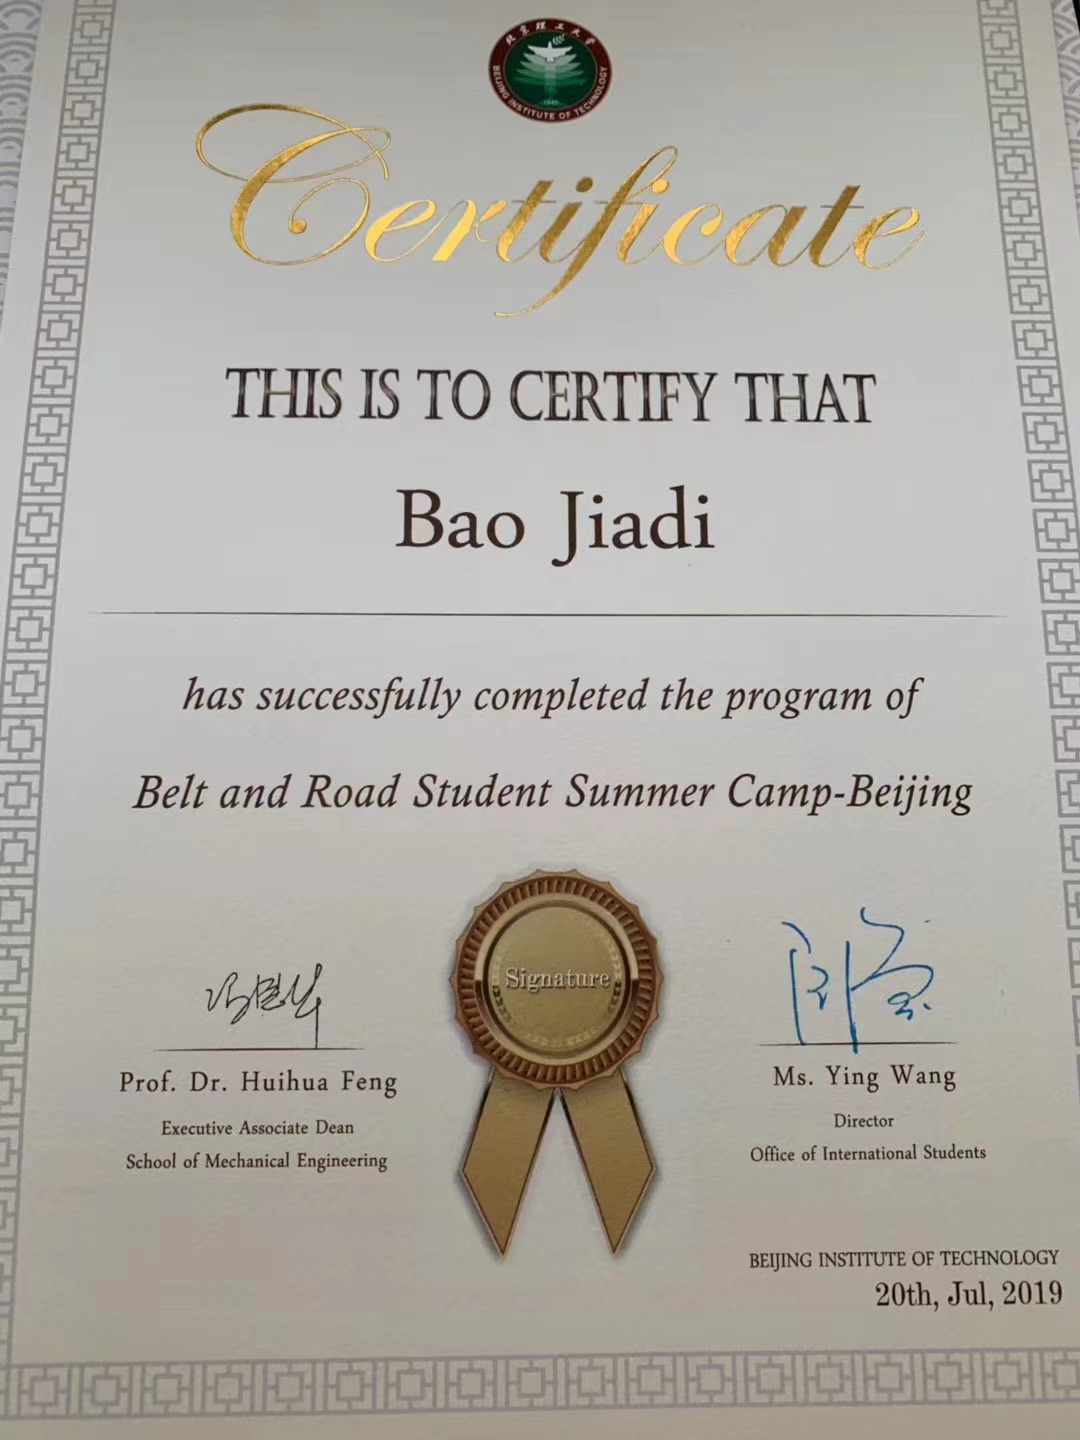 北京理工大学
BEIJING INSTITUTE OF TECHNOLOGY
1940
Certificate
THIS IS TO CERTIFY THAT
Bao Jiadi
has successfully completed the program of
Belt and Road Student Summer Camp-Beijing
Signature
冯慧华
Prof. Dr. Huihua Feng
Executive Associate Dean
School of Mechanical Engineering
Ms. Ying Wang
Director
Office of International Students
BEIJING INSTITUTE OF TECHNOLOGY
20th, Jul, 2019